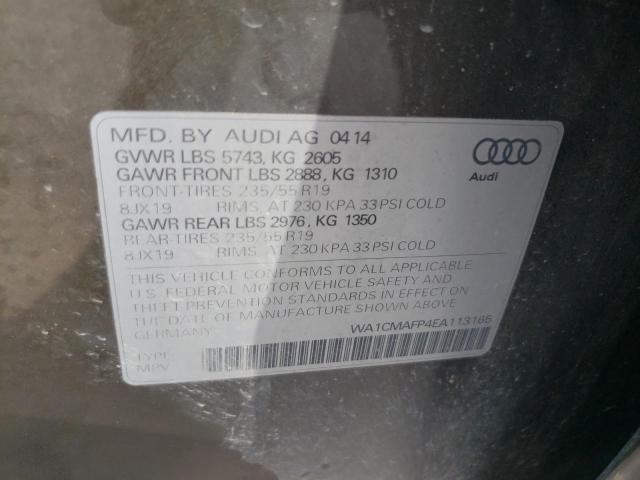 MFD. BY AUDI AG 04 14
GVWR LBS 5743, KG 2605
GAWR FRONT LBS 2888, KG 1310
FRONT-TIRES 235/55 R19
8JX19 RIMS, AT 230 KPA 33 PSI COLD
GAWR REAR LBS 2976, KG 1350
REAR-TIRES 235/55 R19
8JX19 RIMS, AT 230 KPA 33 PSI COLD
Audi
THIS VEHICLE CONFORMS TO ALL APPLICABLE
U.S. FEDERAL MOTOR VEHICLE SAFETY AND
THEFT PREVENTION STANDARDS IN EFFECT ON
THE DATE OF MANUFACTURE SHOWN ABOVE.
GERMANY WA1CMAFP4EA113165
TYPE
MPV